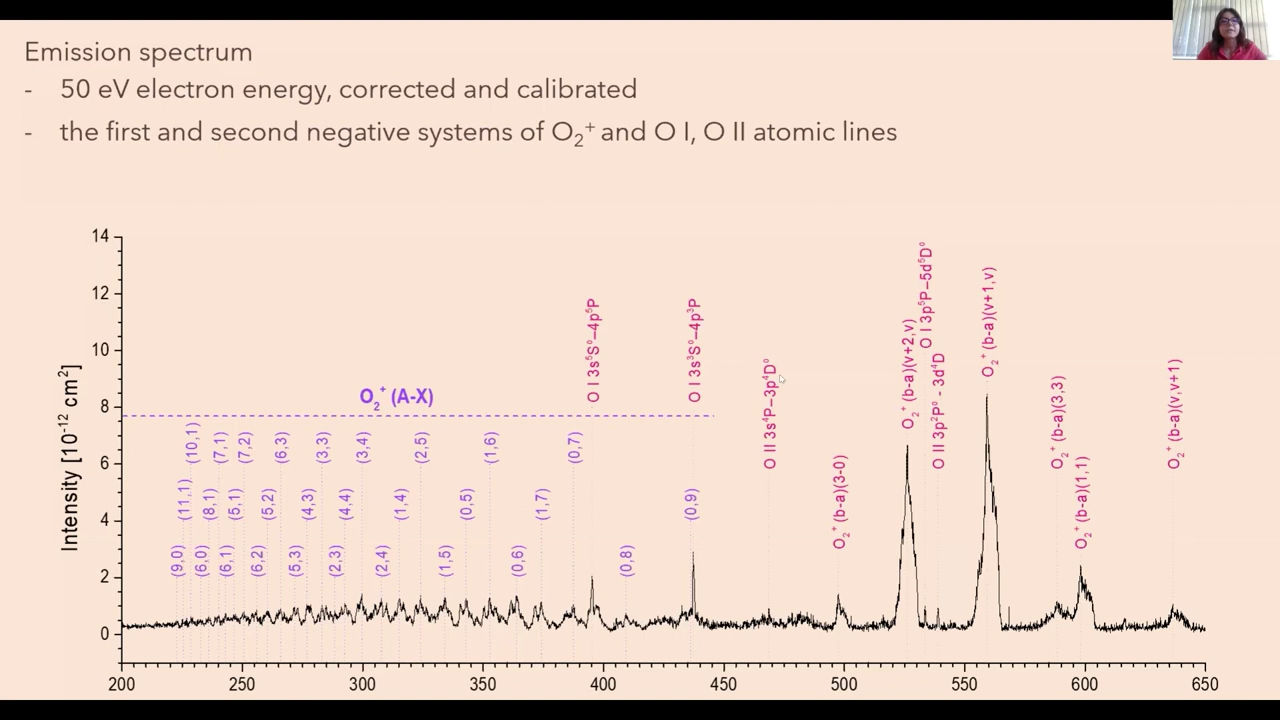 Emission spectrum
- 50 eV electron energy, corrected and calibrated
- the first and second negative systems of O₂⁺ and O I, O II atomic lines
Intensity [10⁻¹² cm²]
14
12
10
8
6
4
2
0
O₂⁺ (A-X)
(9,0)
(11,1)
(10,1)
(6,0)
(8,1)
(7,1)
(6,1)
(5,1)
(7,2)
(6,2)
(5,2)
(6,3)
(5,3)
(4,3)
(3,3)
(2,3)
(4,4)
(3,4)
(2,4)
(1,4)
(2,5)
(1,5)
(0,5)
(1,6)
(0,6)
(1,7)
(0,7)
(0,8)
(0,9)
O I 3s⁵S⁰–4p⁵P
O I 3s³S⁰–4p³P
O II 3s⁴P–3p⁴D⁰
O₂⁺ (b-a)(3-0)
O₂⁺ (b-a)(v+2,v)
O I 3p⁵P–5d⁵D⁰
O II 3p²P⁰ - 3d⁴D
O₂⁺ (b-a)(v+1,v)
O₂⁺ (b-a)(3,3)
O₂⁺ (b-a)(1,1)
O₂⁺ (b-a)(v,v+1)
200 250 300 350 400 450 500 550 600 650